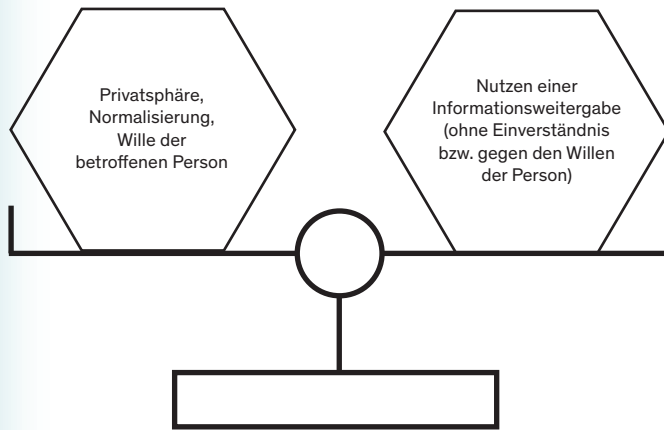 Privatsphäre,
Normalisierung,
Wille der
betroffenen Person
Nutzen einer
Informationsweitergabe
(ohne Einverständnis
bzw. gegen den Willen
der Person)